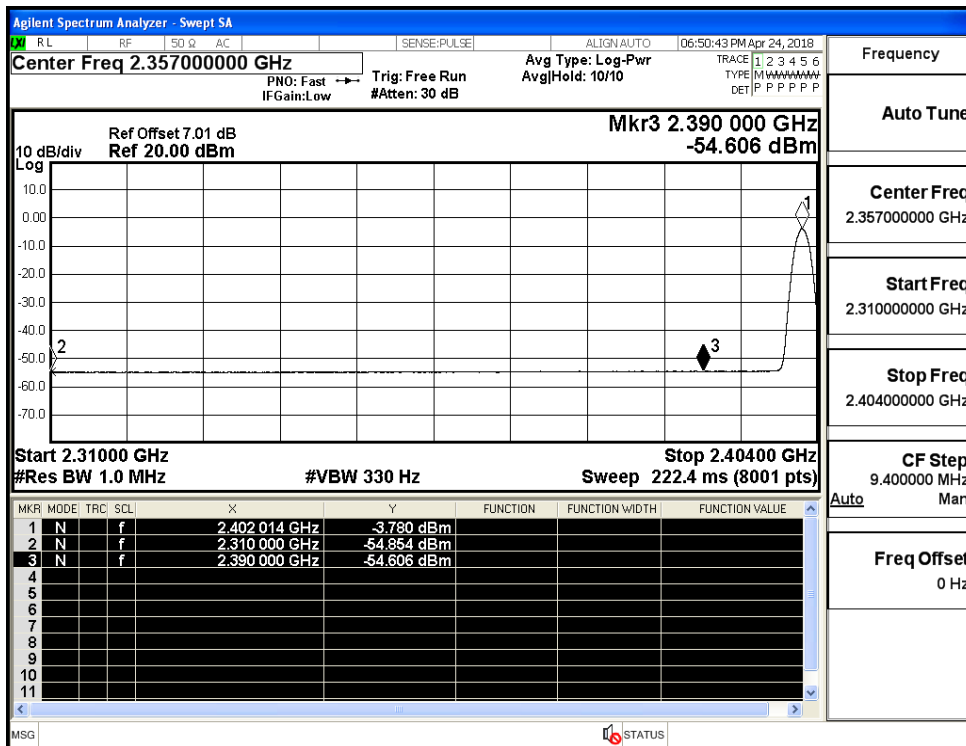 Agilent Spectrum Analyzer - Swept SA
LXI RL RF 50 Ω AC SENSE:PULSE ALIGN AUTO 06:50:43 PM Apr 24, 2018
Center Freq 2.357000000 GHz
PNO: Fast
IFGain:Low
Trig: Free Run
#Atten: 30 dB
Avg Type: Log-Pwr
Avg|Hold: 10/10
TRACE 1 2 3 4 5 6
TYPE M W W W W W
DET P P P P P P
Ref Offset 7.01 dB
10 dB/div Ref 20.00 dBm
Log
Mkr3 2.390 000 GHz
-54.606 dBm
10.0
0.00
-10.0
-20.0
-30.0
-40.0
-50.0
-60.0
-70.0
1
2
3
Start 2.31000 GHz Stop 2.40400 GHz
#Res BW 1.0 MHz #VBW 330 Hz Sweep 222.4 ms (8001 pts)
MKR MODE TRC SCL X Y FUNCTION FUNCTION WIDTH FUNCTION VALUE
1 N f 2.402 014 GHz -3.780 dBm
2 N f 2.310 000 GHz -54.854 dBm
3 N f 2.390 000 GHz -54.606 dBm
4
5
6
7
8
9
10
11
MSG STATUS
Frequency
Auto Tune
Center Freq
2.357000000 GHz
Start Freq
2.310000000 GHz
Stop Freq
2.404000000 GHz
CF Step
9.400000 MHz
Auto Man
Freq Offset
0 Hz